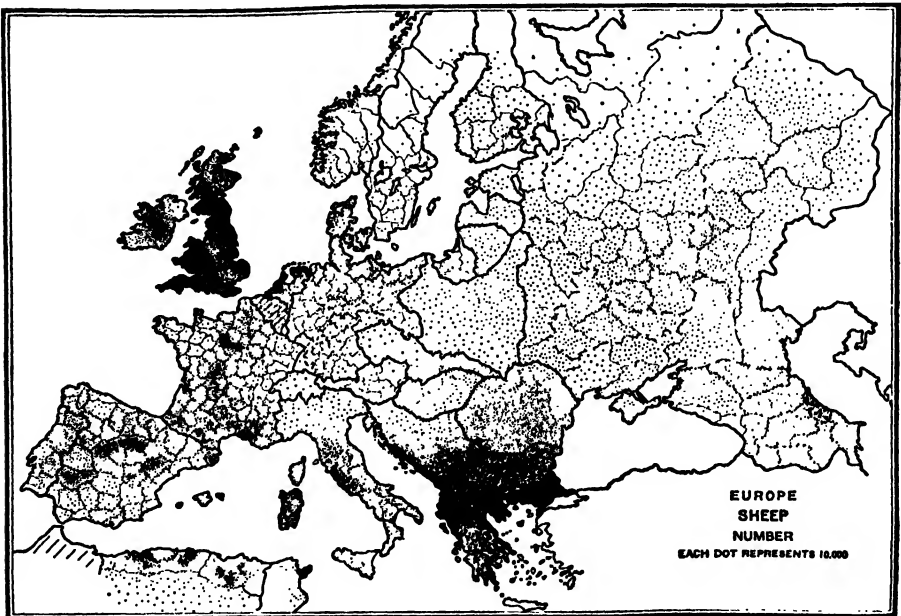 EUROPE
SHEEP
NUMBER
EACH DOT REPRESENTS 10,000